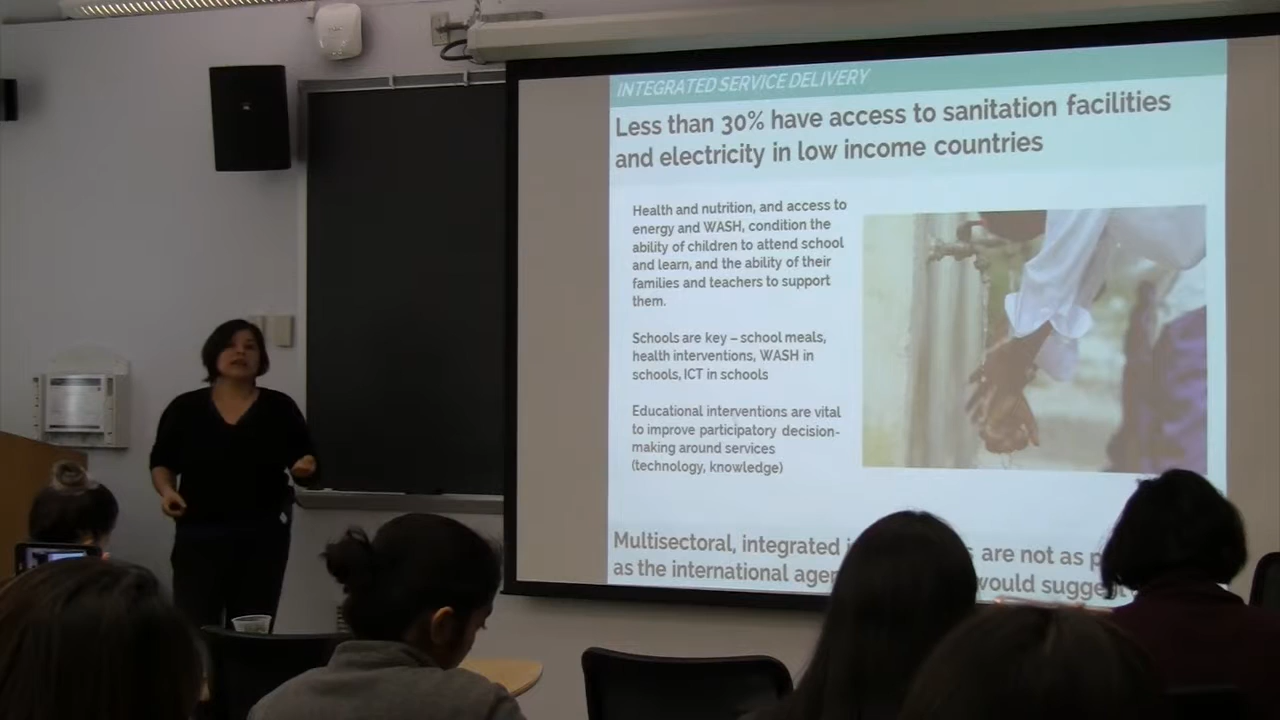 INTEGRATED SERVICE DELIVERY
Less than 30% have access to sanitation facilities
and electricity in low income countries
Health and nutrition, and access to
energy and WASH, condition the
ability of children to attend school
and learn, and the ability of their
families and teachers to support
them.
Schools are key – school meals,
health interventions, WASH in
schools, ICT in schools
Educational interventions are vital
to improve participatory decision-
making around services
(technology, knowledge)
Multisectoral, integrated are not as
as the international would suggest